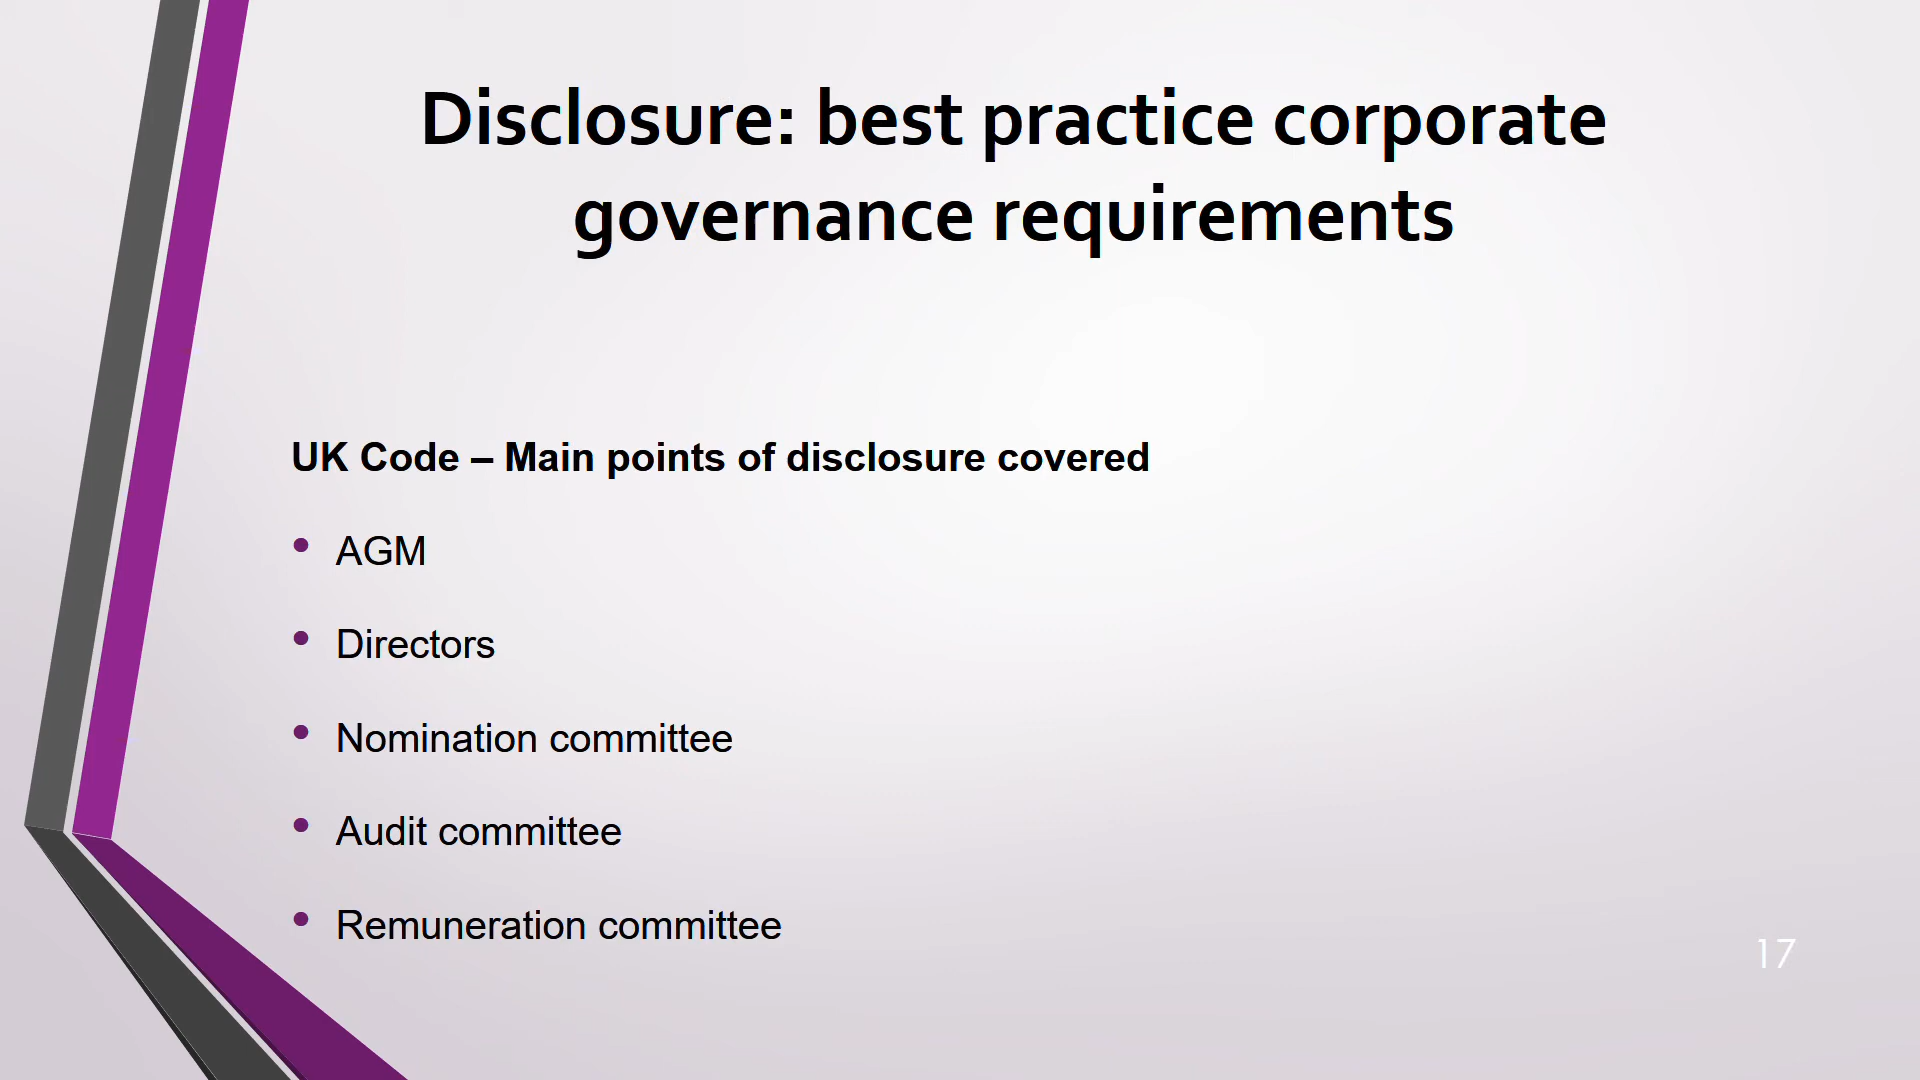 Disclosure: best practice corporate
governance requirements
UK Code – Main points of disclosure covered
• AGM
• Directors
• Nomination committee
• Audit committee
• Remuneration committee
17